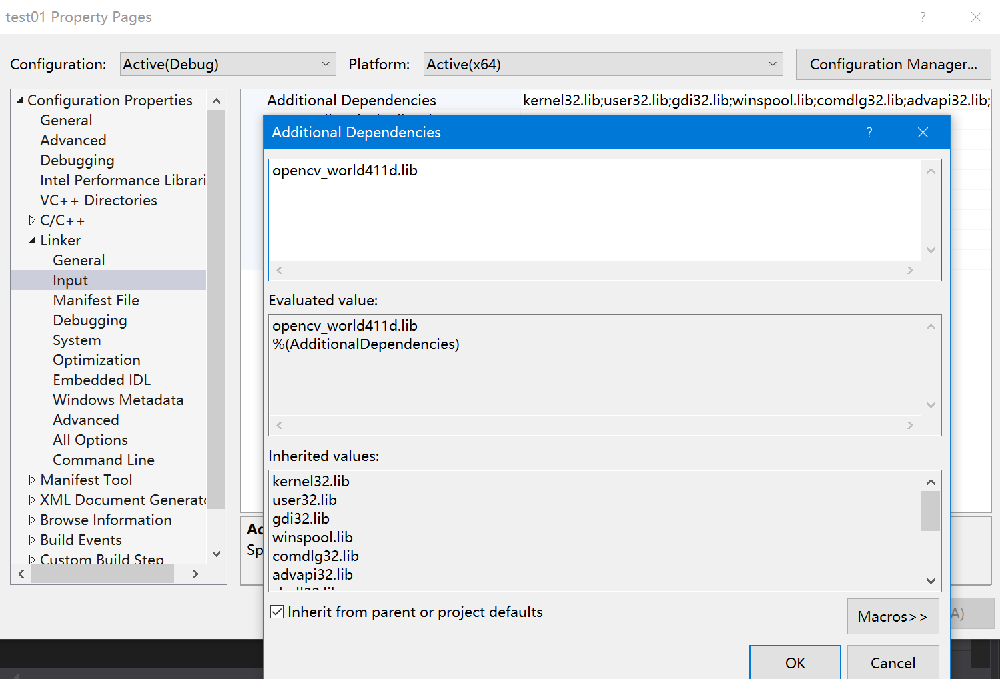 test01 Property Pages
?
Configuration:
Active(Debug)
Platform:
Active(x64)
Configuration Manager...
Configuration Properties
General
Advanced
Debugging
Intel Performance Librari
VC++ Directories
C/C++
Linker
General
Input
Manifest File
Debugging
System
Optimization
Embedded IDL
Windows Metadata
Advanced
All Options
Command Line
Manifest Tool
XML Document Generato
Browse Information
Build Events
Custom Build Step
Additional Dependencies
kernel32.lib;user32.lib;gdi32.lib;winspool.lib;comdlg32.lib;advapi32.lib;
Additional Dependencies
?
opencv_world411d.lib
Evaluated value:
opencv_world411d.lib
%(AdditionalDependencies)
Inherited values:
kernel32.lib
user32.lib
gdi32.lib
winspool.lib
comdlg32.lib
advapi32.lib
Inherit from parent or project defaults
Macros>>
OK
Cancel
Ad
Sp
A)